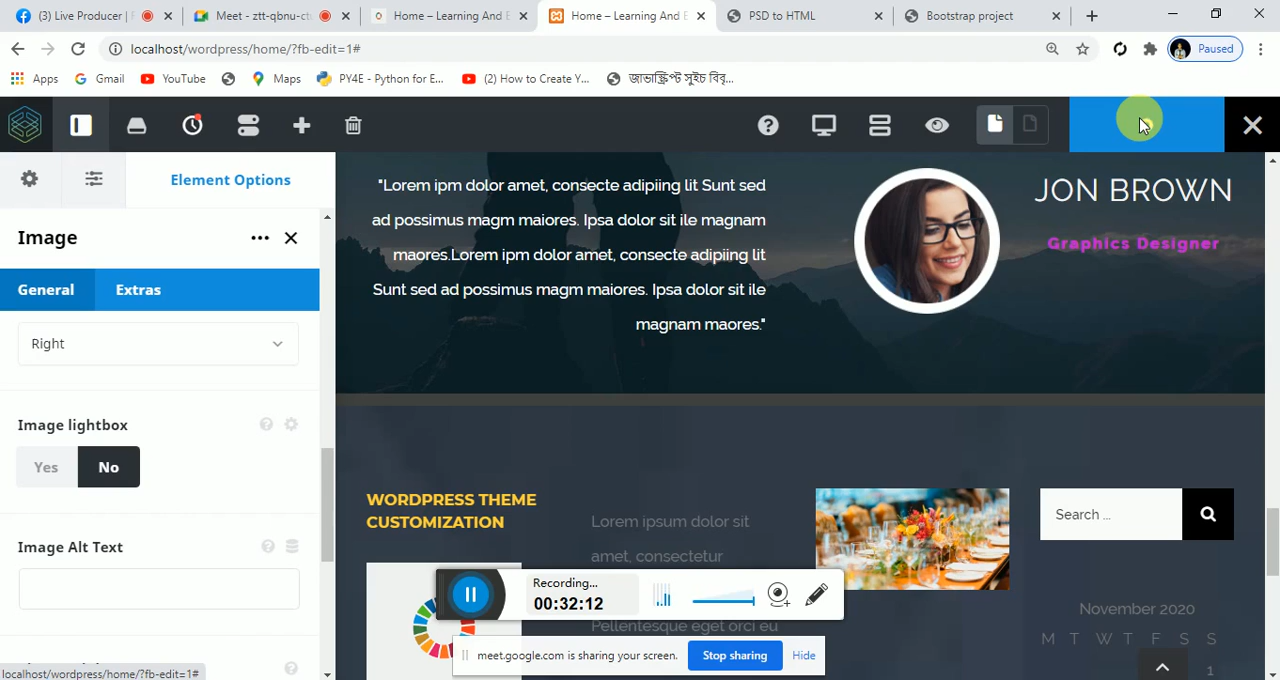 (3) Live Producer |
Meet - ztt-qbnu-ct
Home – Learning And E
Home – Learning And E
PSD to HTML
Bootstrap project
localhost/wordpress/home/?fb-edit=1#
Paused
Apps
Gmail
YouTube
Maps
PY4E - Python for E...
(2) How to Create Y...
জাভাস্ক্রিপ্ট সুইচ বিবৃ...
Element Options
Image
General
Extras
Right
Image lightbox
Yes
No
Image Alt Text
localhost/wordpress/home/?fb-edit=1#
"Lorem ipm dolor amet, consecte adipiing lit Sunt sed
ad possimus magm maiores. Ipsa dolor sit ile magnam
maores.Lorem ipm dolor amet, consecte adipiing lit
Sunt sed ad possimus magm maiores. Ipsa dolor sit ile
magnam maores."
JON BROWN
Graphics Designer
WORDPRESS THEME
CUSTOMIZATION
Lorem ipsum dolor sit
amet, consectetur
Pellentesque eget orci eu
Search ...
November 2020
M T W T F S S
1
Recording...
00:32:12
meet.google.com is sharing your screen.
Stop sharing
Hide